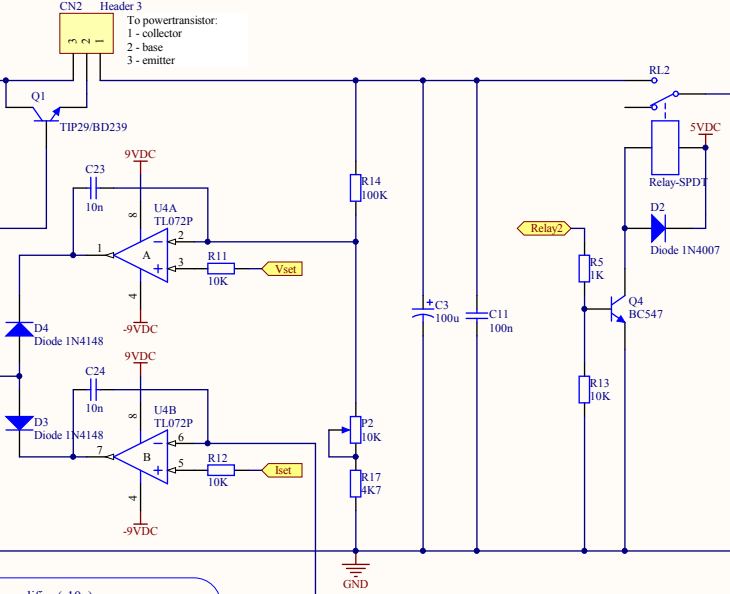 CN2 Header 3
To powertransistor:
1 - collector
2 - base
3 - emitter
3 2 1
RL2
Q1
TIP29/BD239
5VDC
9VDC
C23
10n
8
U4A
TL072P
R14
100K
Relay-SPDT
D2
Diode 1N4007
1
A
2
3
R11
10K
Vset
Relay2
R5
1K
4
-9VDC
D4
Diode 1N4148
C3
100u
C11
100n
Q4
BC547
9VDC
C24
10n
8
U4B
TL072P
R13
10K
D3
Diode 1N4148
P2
10K
7
B
6
5
R12
10K
Iset
R17
4K7
4
-9VDC
GND